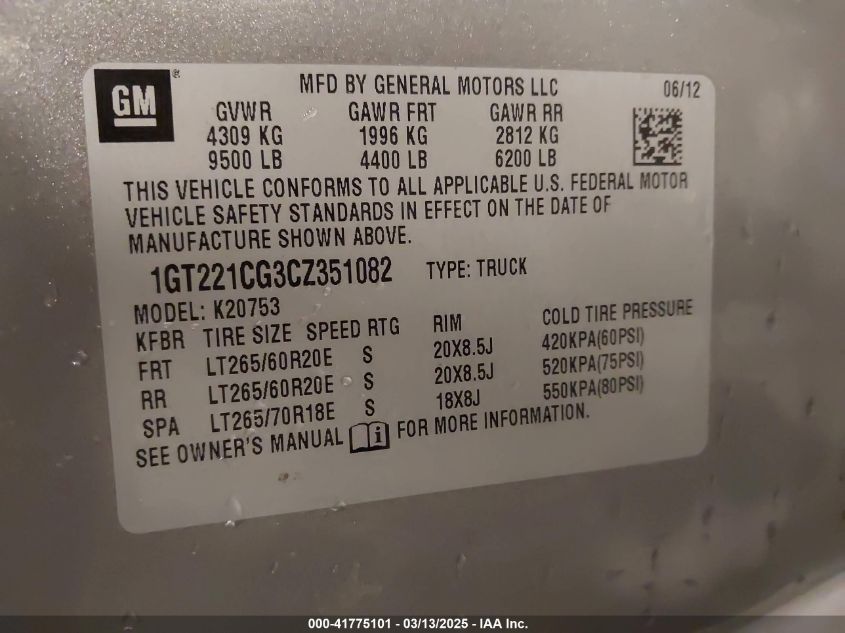 GM®
MFD BY GENERAL MOTORS LLC 06/12
GVWR GAWR FRT GAWR RR
4309 KG 1996 KG 2812 KG
9500 LB 4400 LB 6200 LB
THIS VEHICLE CONFORMS TO ALL APPLICABLE U.S. FEDERAL MOTOR
VEHICLE SAFETY STANDARDS IN EFFECT ON THE DATE OF
MANUFACTURE SHOWN ABOVE.
1GT221CG3CZ351082 TYPE: TRUCK
MODEL: K20753
KFBR TIRE SIZE SPEED RTG RIM COLD TIRE PRESSURE
FRT LT265/60R20E S 20X8.5J 420KPA(60PSI)
RR LT265/60R20E S 20X8.5J 520KPA(75PSI)
SPA LT265/70R18E S 18X8J 550KPA(80PSI)
SEE OWNER'S MANUAL i FOR MORE INFORMATION.
000-41775101 - 03/13/2025 - IAA Inc.